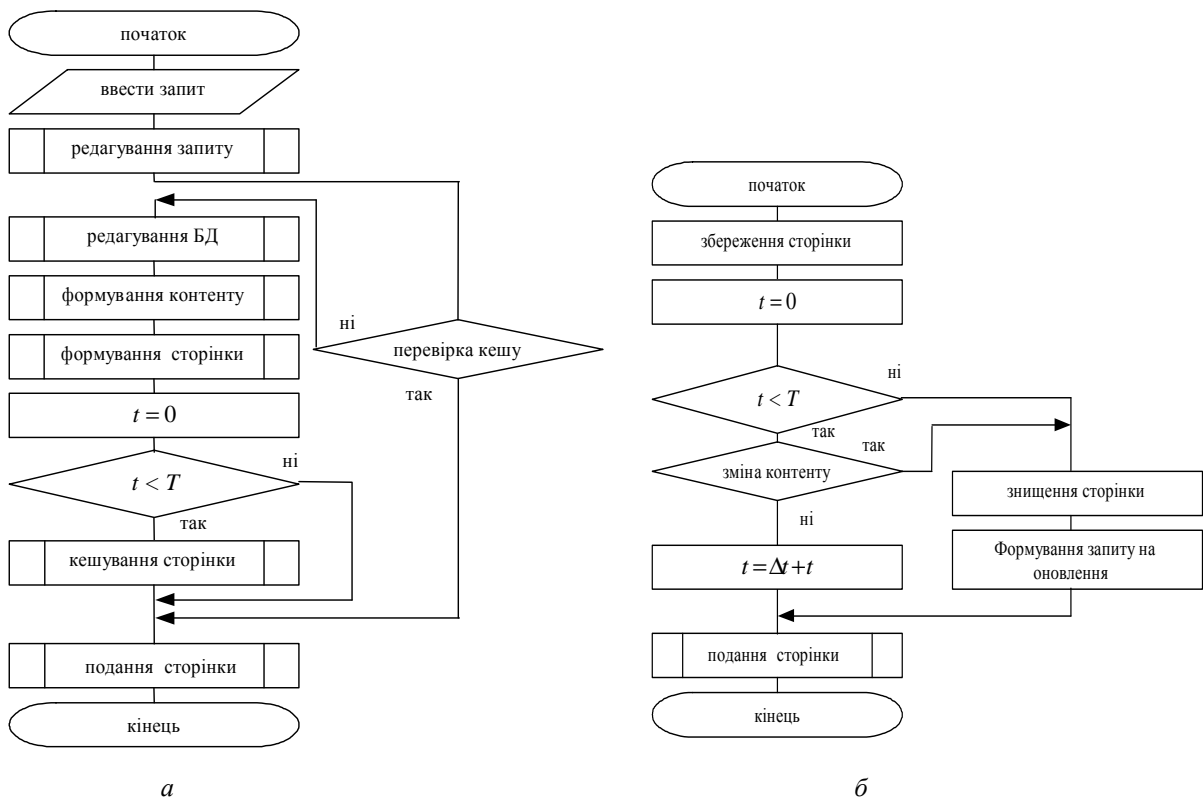 початок
ввести запит
редагування запиту
редагування БД
формування контенту
формування сторінки
t = 0
t < T
ні
так
кешування сторінки
подання сторінки
кінець
ні
перевірка кешу
так
а
початок
збереження сторінки
t = 0
t < T
ні
так
так
зміна контенту
ні
t = Δt + t
знищення сторінки
Формування запиту на
оновлення
подання сторінки
кінець
б